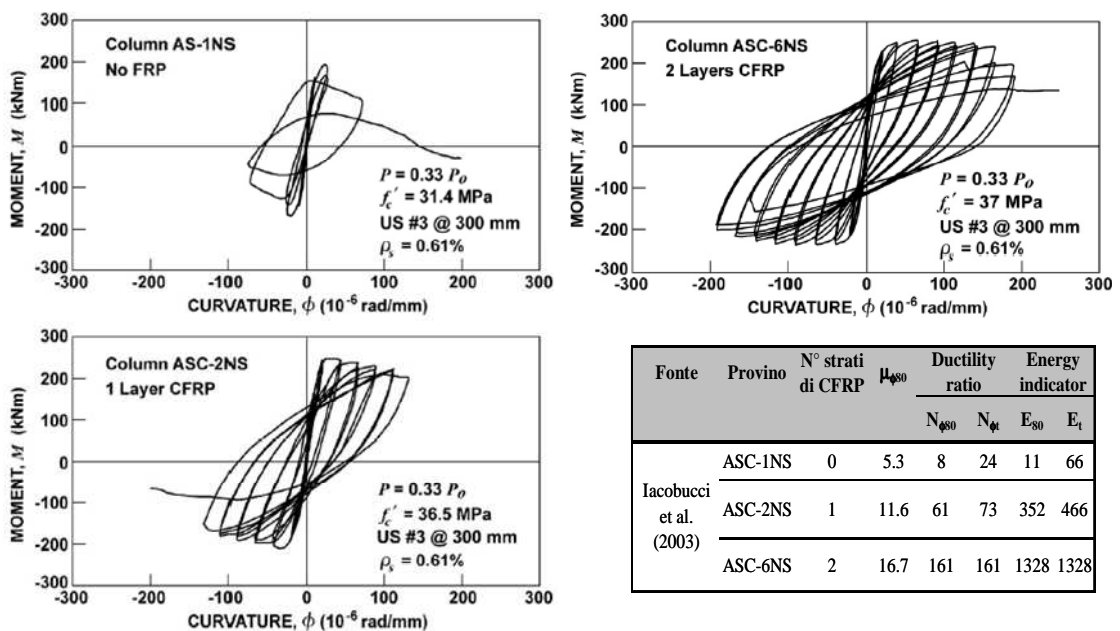 Column AS-1NS
No FRP
P = 0.33 Pₒ
f꜀′ = 31.4 MPa
US #3 @ 300 mm
ρₛ = 0.61%
MOMENT, M (kNm)
300
200
100
0
-100
-200
-300
-300 -200 -100 0 100 200 300
CURVATURE, ϕ (10⁻⁶ rad/mm)
Column ASC-6NS
2 Layers CFRP
P = 0.33 Pₒ
f꜀′ = 37 MPa
US #3 @ 300 mm
ρₛ = 0.61%
MOMENT, M (kNm)
300
200
100
0
-100
-200
-300
-300 -200 -100 0 100 200 300
CURVATURE, ϕ (10⁻⁶ rad/mm)
Column ASC-2NS
1 Layer CFRP
P = 0.33 Pₒ
f꜀′ = 36.5 MPa
US #3 @ 300 mm
ρₛ = 0.61%
MOMENT, M (kNm)
300
200
100
0
-100
-200
-300
-300 -200 -100 0 100 200 300
CURVATURE, ϕ (10⁻⁶ rad/mm)
Fonte Provino N° strati di CFRP μϕ80 Ductility ratio Energy indicator
Nϕ80 Nϕt E80 Et
Iacobucci et al. (2003)
ASC-1NS 0 5.3 8 24 11 66
ASC-2NS 1 11.6 61 73 352 466
ASC-6NS 2 16.7 161 161 1328 1328